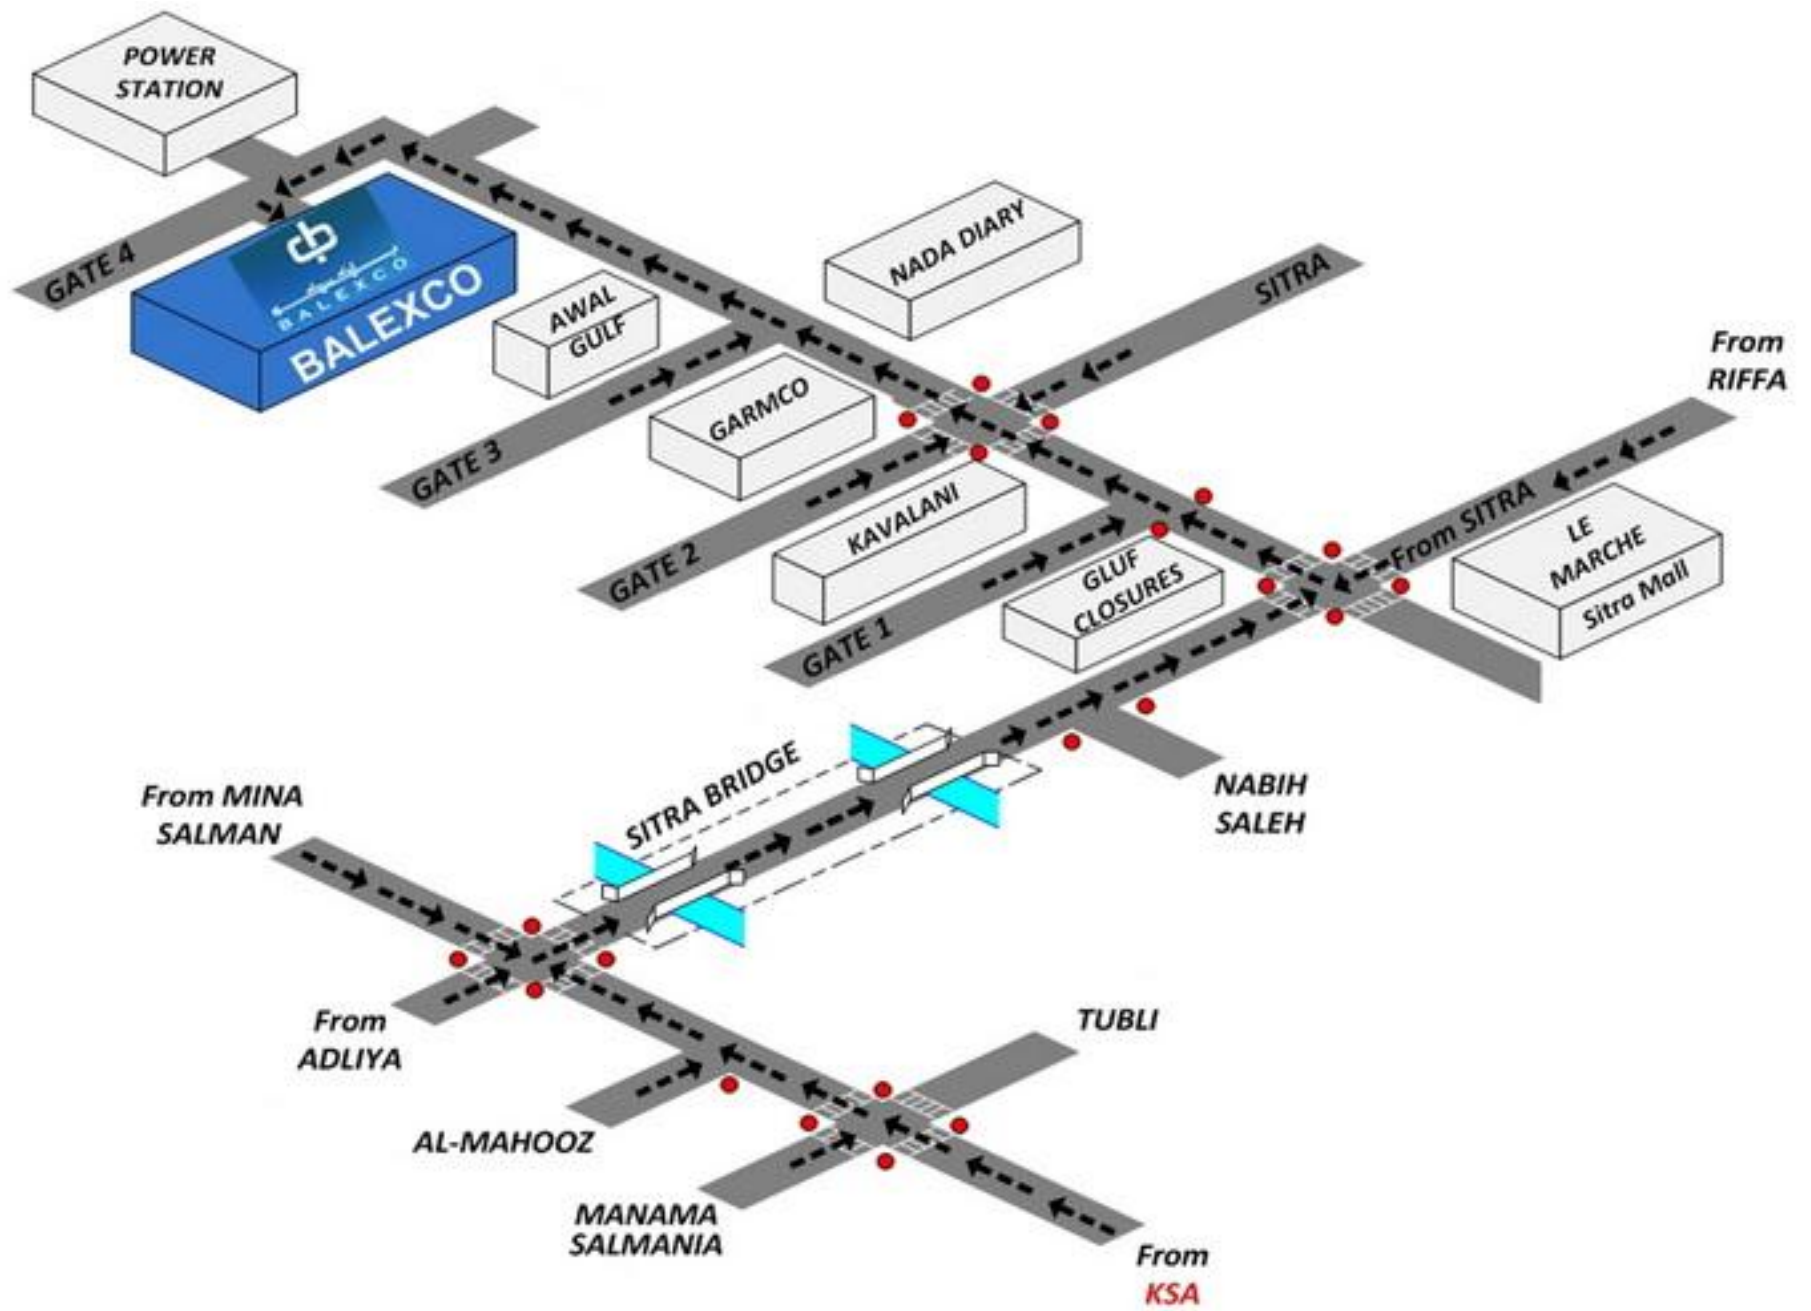 POWER
STATION
GATE 4
BALEXCO
BALEXCO
AWAL
GULF
NADA DIARY
SITRA
From
RIFFA
GARMCO
GATE 3
From SITRA
LE
MARCHE
Sitra Mall
KAVALANI
GATE 2
GLUF
CLOSURES
GATE 1
SITRA BRIDGE
NABIH
SALEH
From MINA
SALMAN
From
ADLIYA
TUBLI
AL-MAHOOZ
MANAMA
SALMANIA
From
KSA